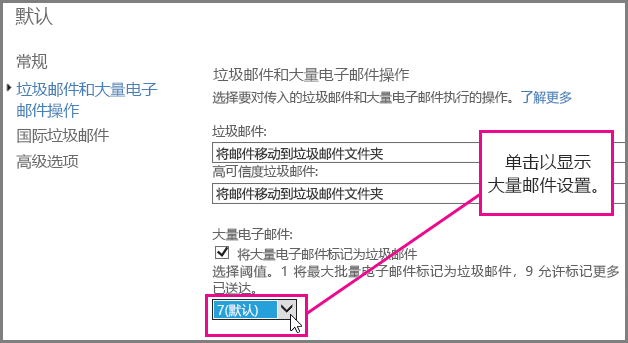 默认
常规
垃圾邮件和大量电子
邮件操作
国际垃圾邮件
高级选项
垃圾邮件和大量电子邮件操作
选择要对传入的垃圾邮件和大量电子邮件执行的操作。了解更多
垃圾邮件:
将邮件移动到垃圾邮件文件夹
高可信度垃圾邮件:
将邮件移动到垃圾邮件文件夹
单击以显示
大量邮件设置。
大量电子邮件:
将大量电子邮件标记为垃圾邮件
选择阈值。1 将最大批量电子邮件标记为垃圾邮件，9 允许标记更多
已送达。
7(默认)